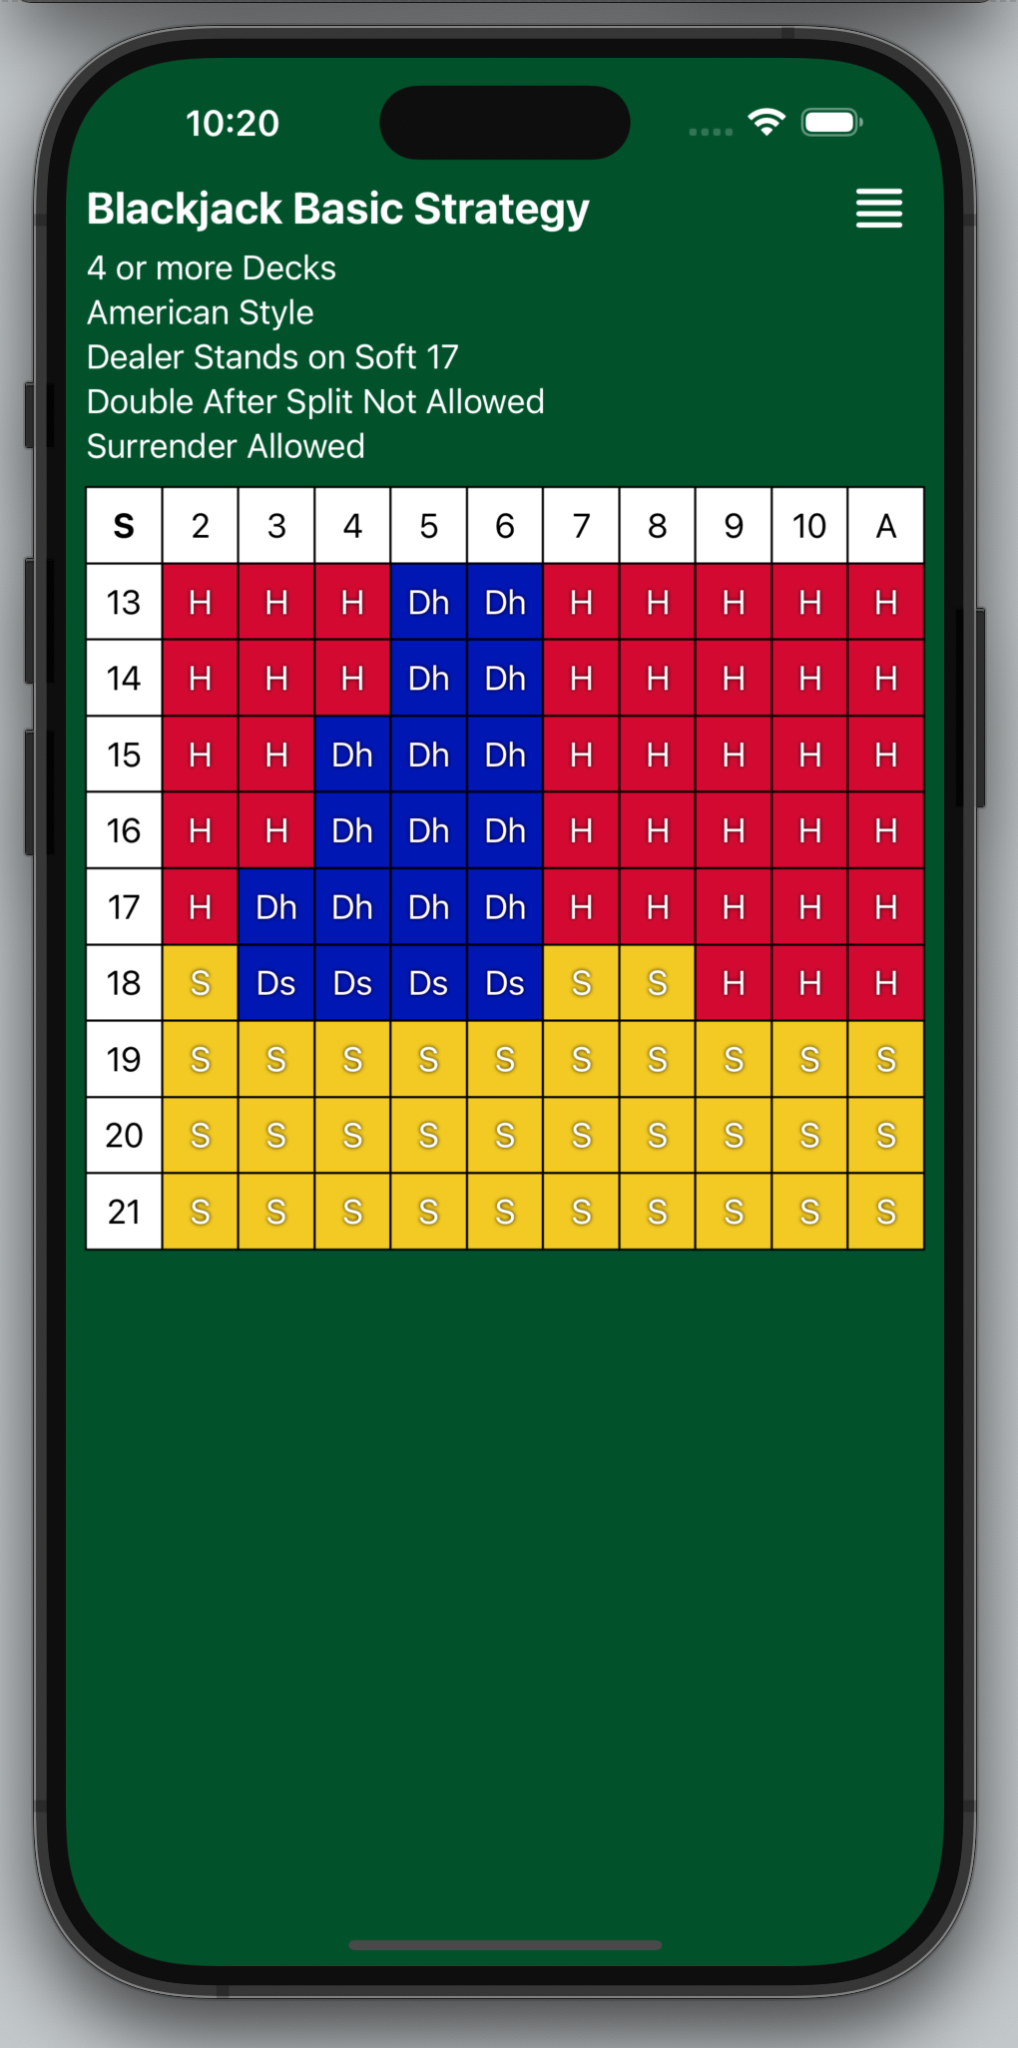 10:20
Blackjack Basic Strategy
4 or more Decks
American Style
Dealer Stands on Soft 17
Double After Split Not Allowed
Surrender Allowed
S 2 3 4 5 6 7 8 9 10 A
13 H H H Dh Dh H H H H H
14 H H H Dh Dh H H H H H
15 H H Dh Dh Dh H H H H H
16 H H Dh Dh Dh H H H H H
17 H Dh Dh Dh Dh H H H H H
18 S Ds Ds Ds Ds S S H H H
19 S S S S S S S S S S
20 S S S S S S S S S S
21 S S S S S S S S S S